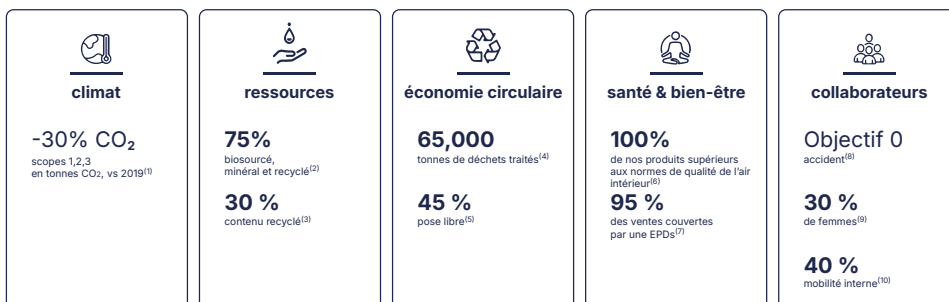 climat
-30% CO₂
scopes 1,2,3
en tonnes CO₂, vs 2019(1)
ressources
75%
biosourcé,
minéral et recyclé(2)
30 %
contenu recyclé(3)
économie circulaire
65,000
tonnes de déchets traités(4)
45 %
pose libre(5)
santé & bien-être
100%
de nos produits supérieurs
aux normes de qualité de l'air
intérieur(6)
95 %
des ventes couvertes
par une EPDs(7)
collaborateurs
Objectif 0
accident(8)
30 %
de femmes(9)
40 %
mobilité interne(10)